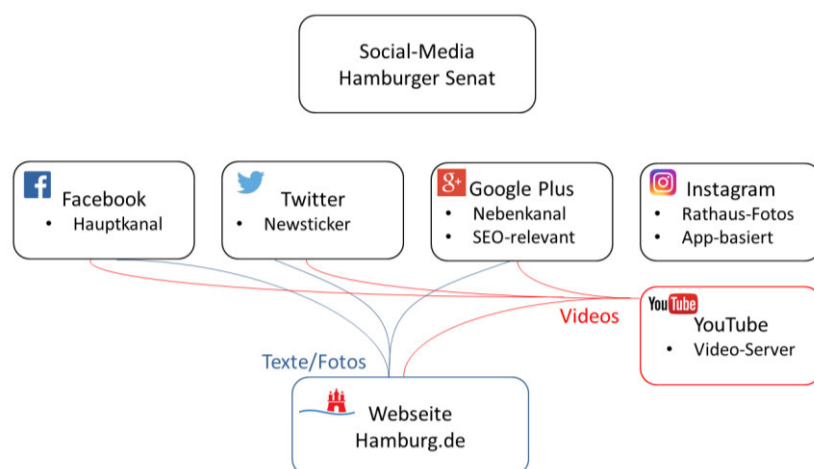 Social-Media
Hamburger Senat
Facebook
• Hauptkanal
Twitter
• Newsticker
g+
Google Plus
• Nebenkanal
• SEO-relevant
Instagram
• Rathaus-Fotos
• App-basiert
Videos
YouTube
YouTube
• Video-Server
Texte/Fotos
Webseite
Hamburg.de